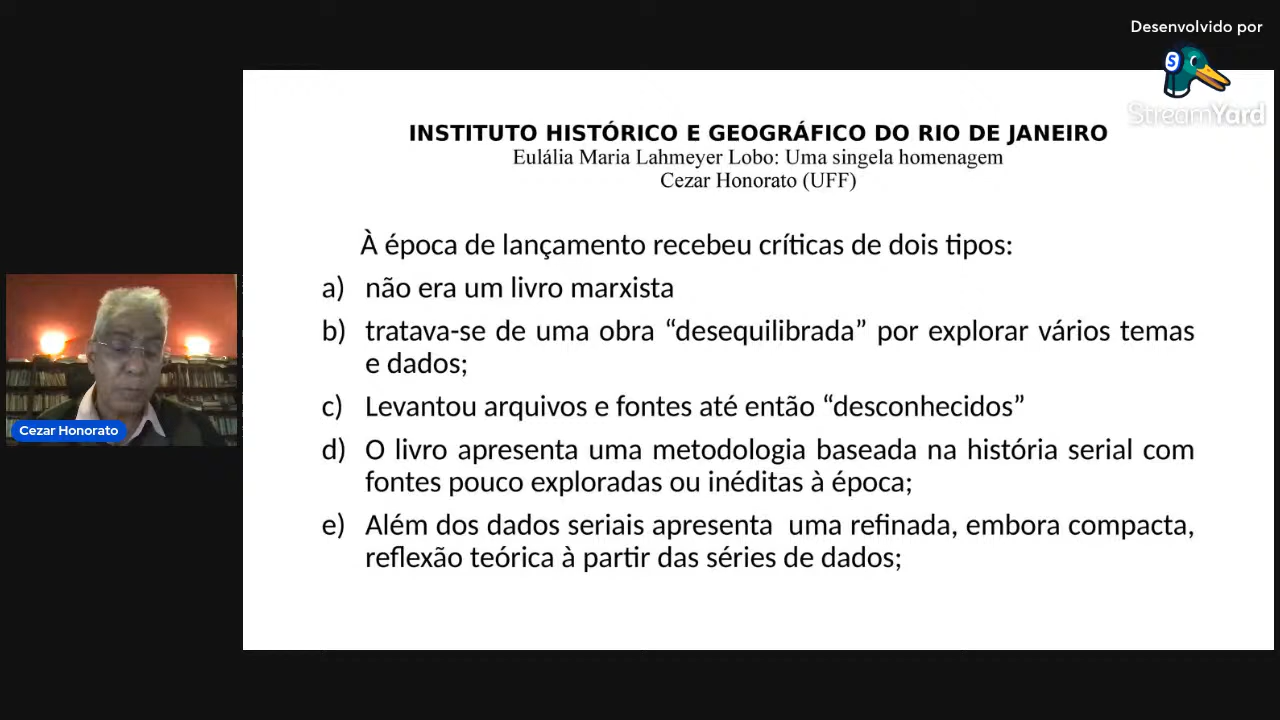 Desenvolvido por
StreamYard
INSTITUTO HISTÓRICO E GEOGRÁFICO DO RIO DE JANEIRO
Eulália Maria Lahmeyer Lobo: Uma singela homenagem
Cezar Honorato (UFF)
À época de lançamento recebeu críticas de dois tipos:
a) não era um livro marxista
b) tratava-se de uma obra “desequilibrada” por explorar vários temas
e dados;
c) Levantou arquivos e fontes até então “desconhecidos”
d) O livro apresenta uma metodologia baseada na história serial com
fontes pouco exploradas ou inéditas à época;
e) Além dos dados seriais apresenta  uma refinada, embora compacta,
reflexão teórica à partir das séries de dados;
Cezar Honorato